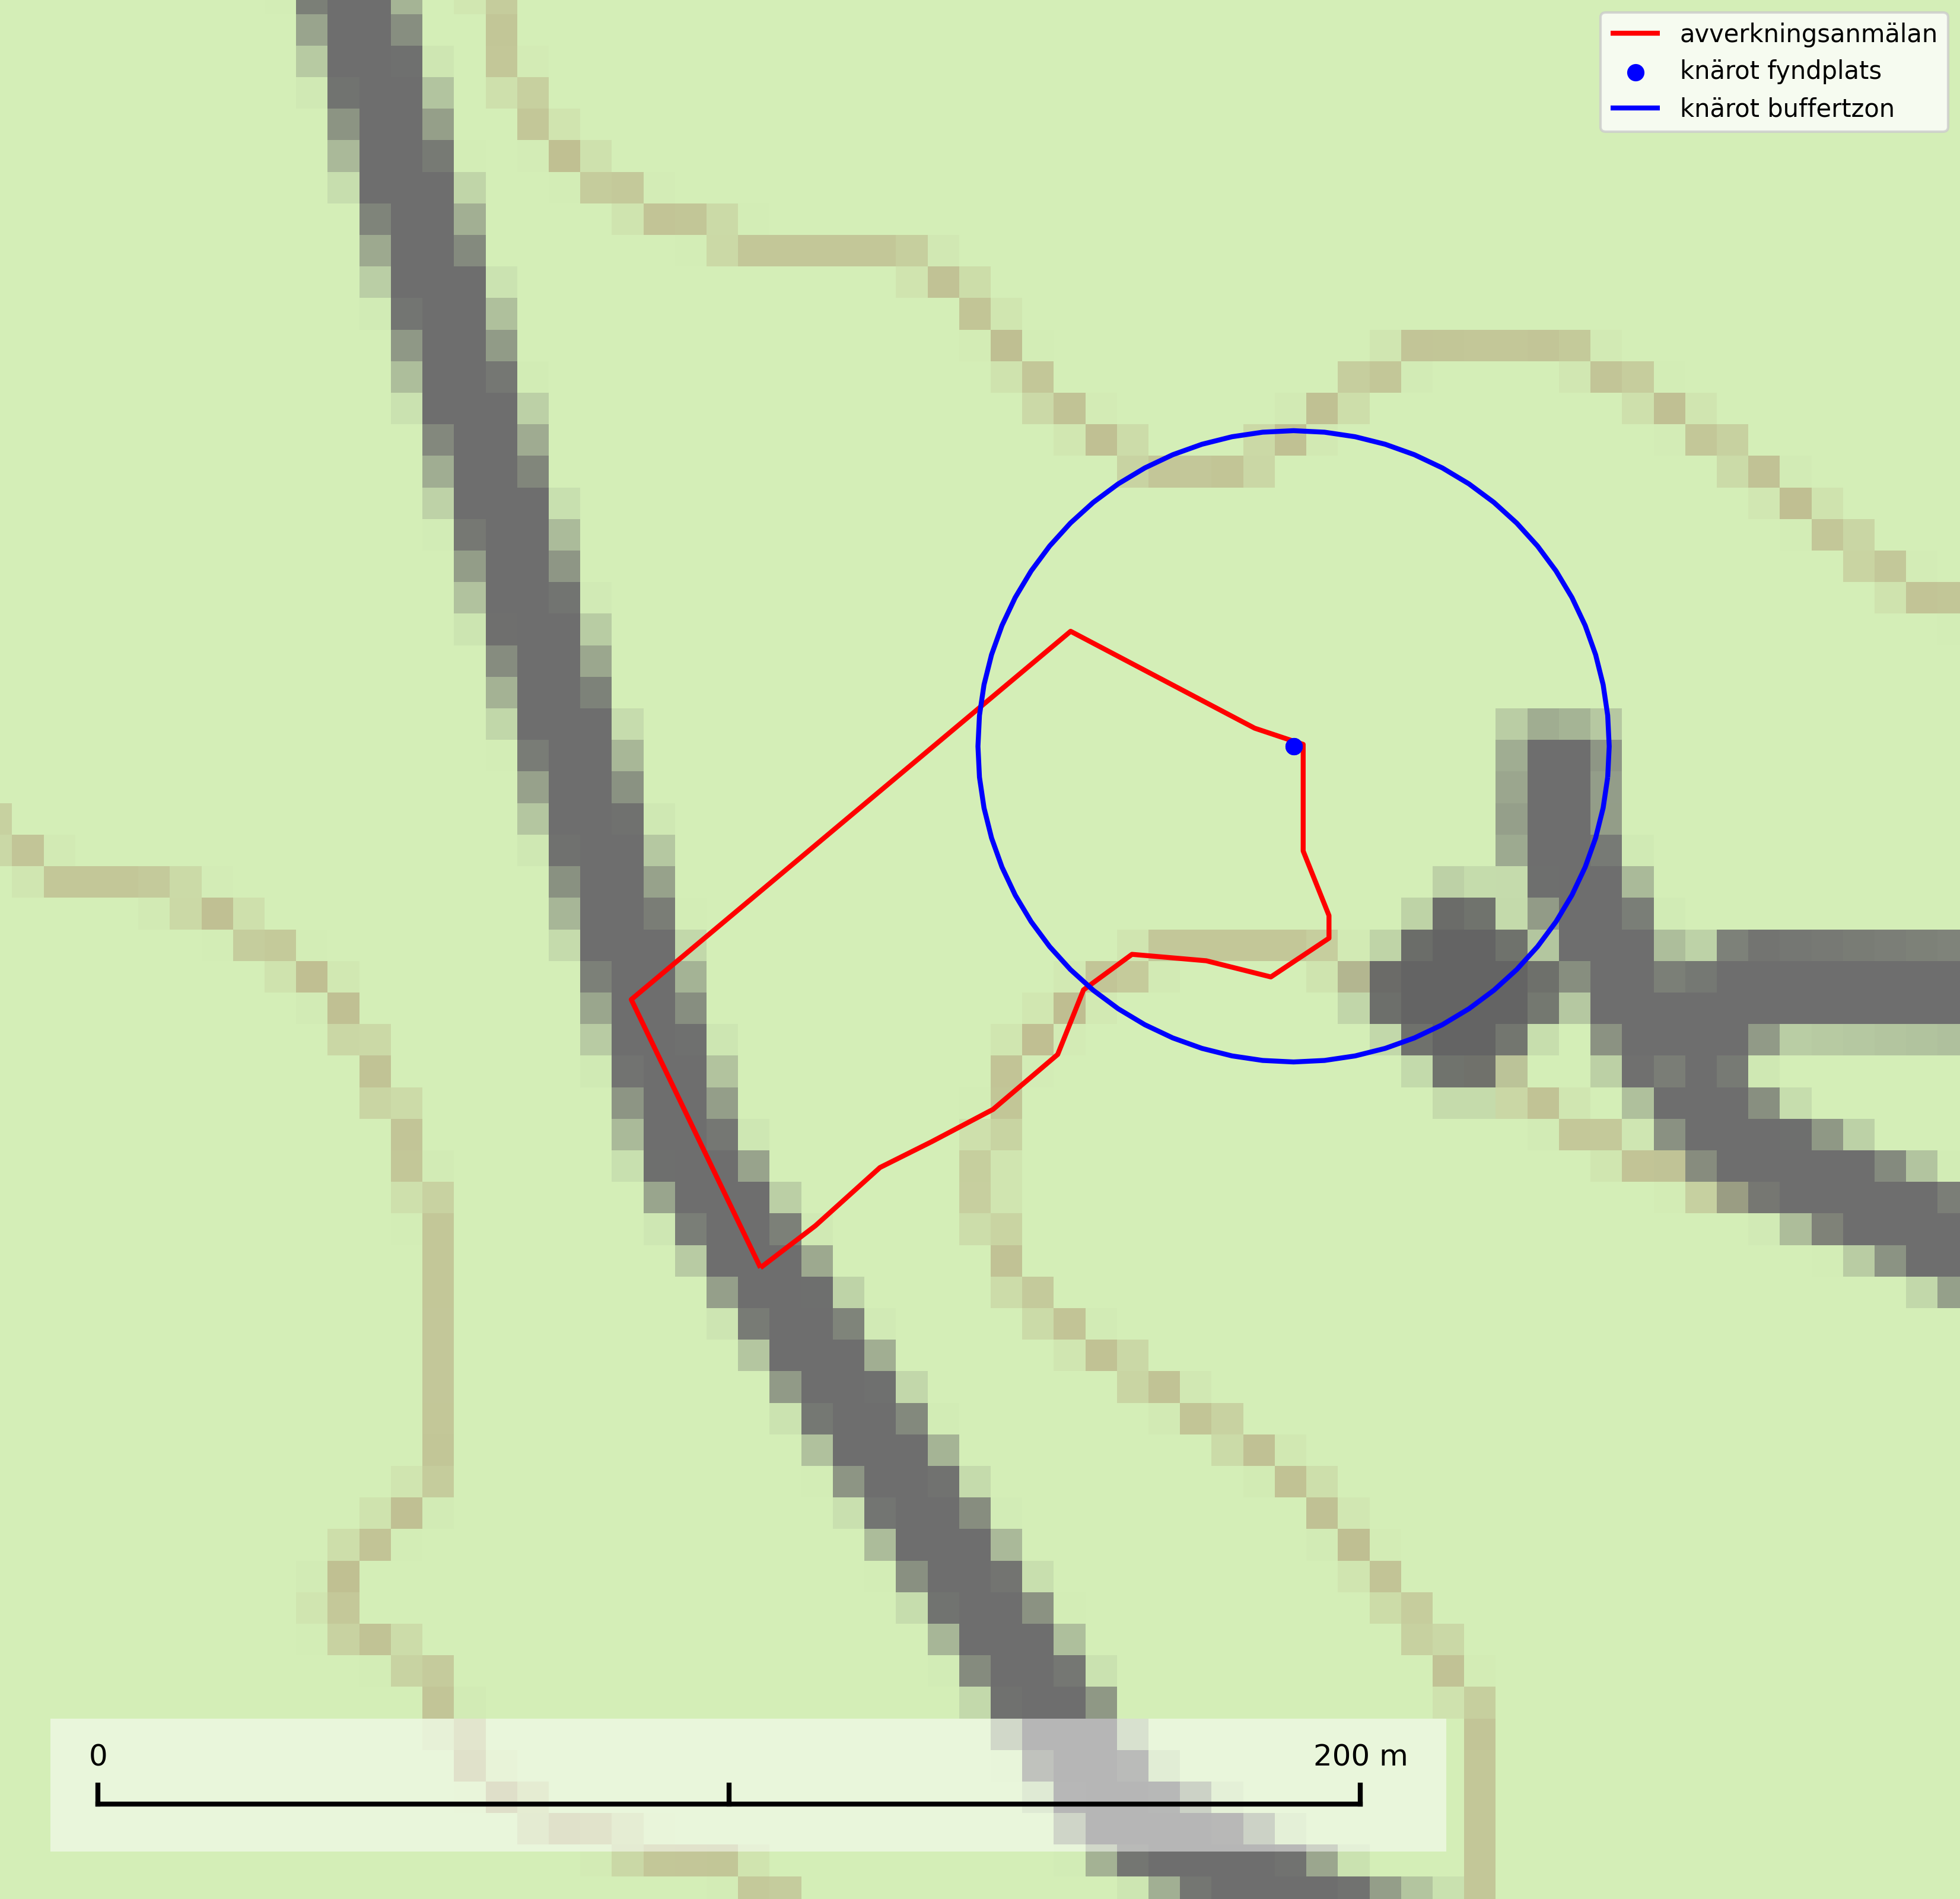 avverkningsanmälan
knärot fyndplats
knärot buffertzon
0
200 m